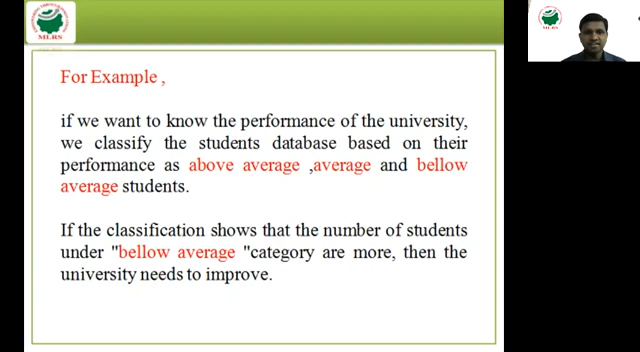 MLRS
For Example ,
if we want to know the performance of the university,
we classify the students database based on their
performance as above average ,average and bellow
average students.
If the classification shows that the number of students
under "bellow average "category are more, then the
university needs to improve.
MLRS